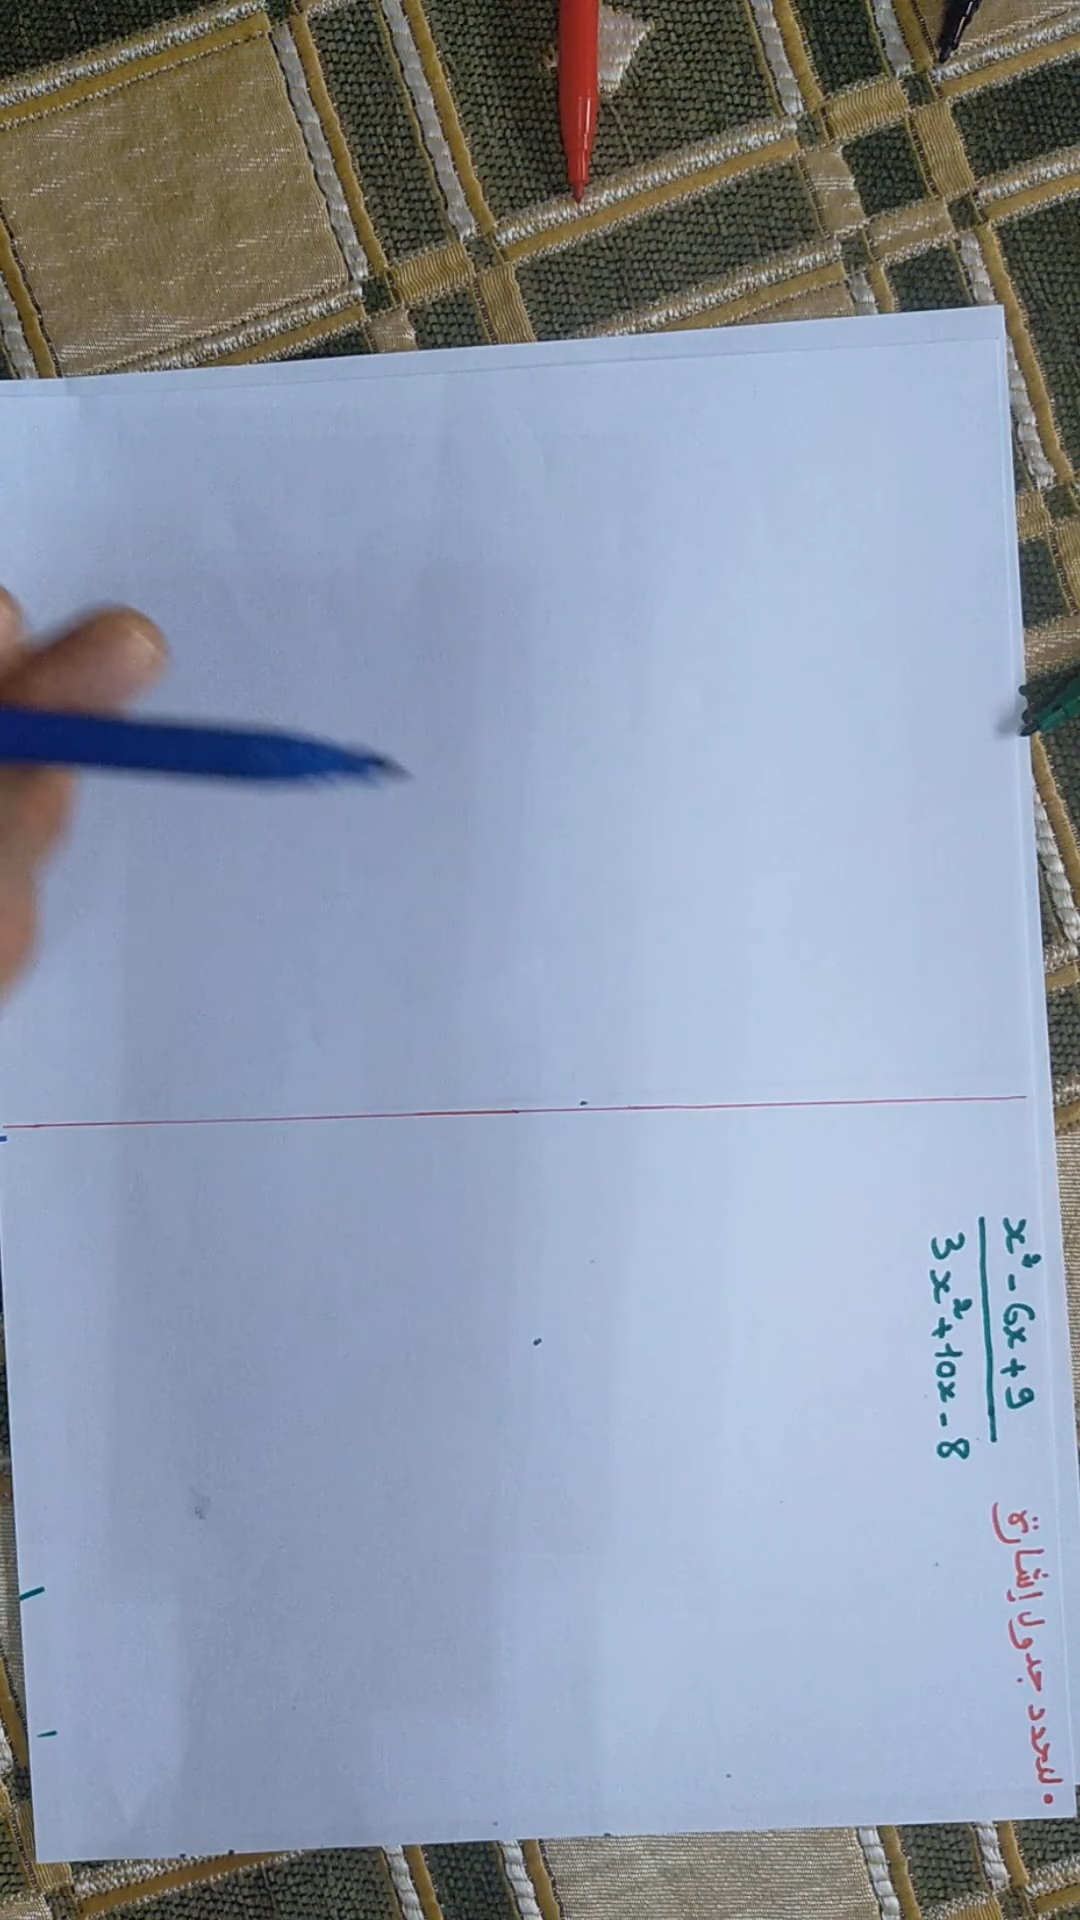 • لنحدد جدول إشارة x² - 6x + 9
3x² + 10x - 8